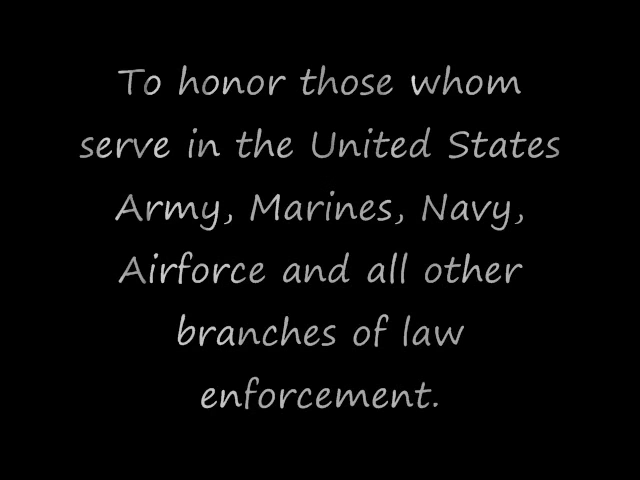 To honor those whom
serve in the United States
Army, Marines, Navy,
Airforce and all other
branches of law
enforcement.